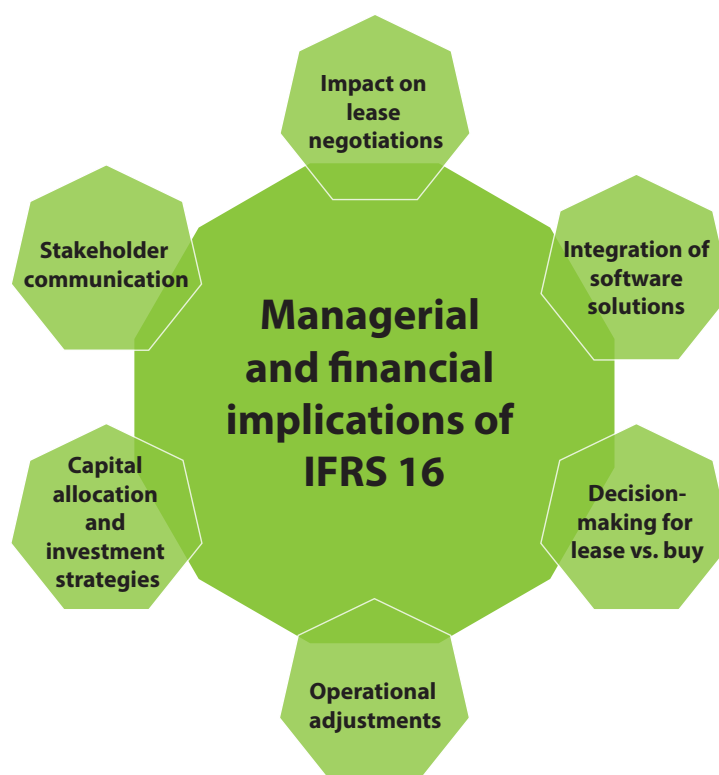 Impact on
lease
negotiations
Integration of
software
solutions
Decision-
making for
lease vs. buy
Operational
adjustments
Capital
allocation
and
investment
strategies
Stakeholder
communication
Managerial
and financial
implications of
IFRS 16